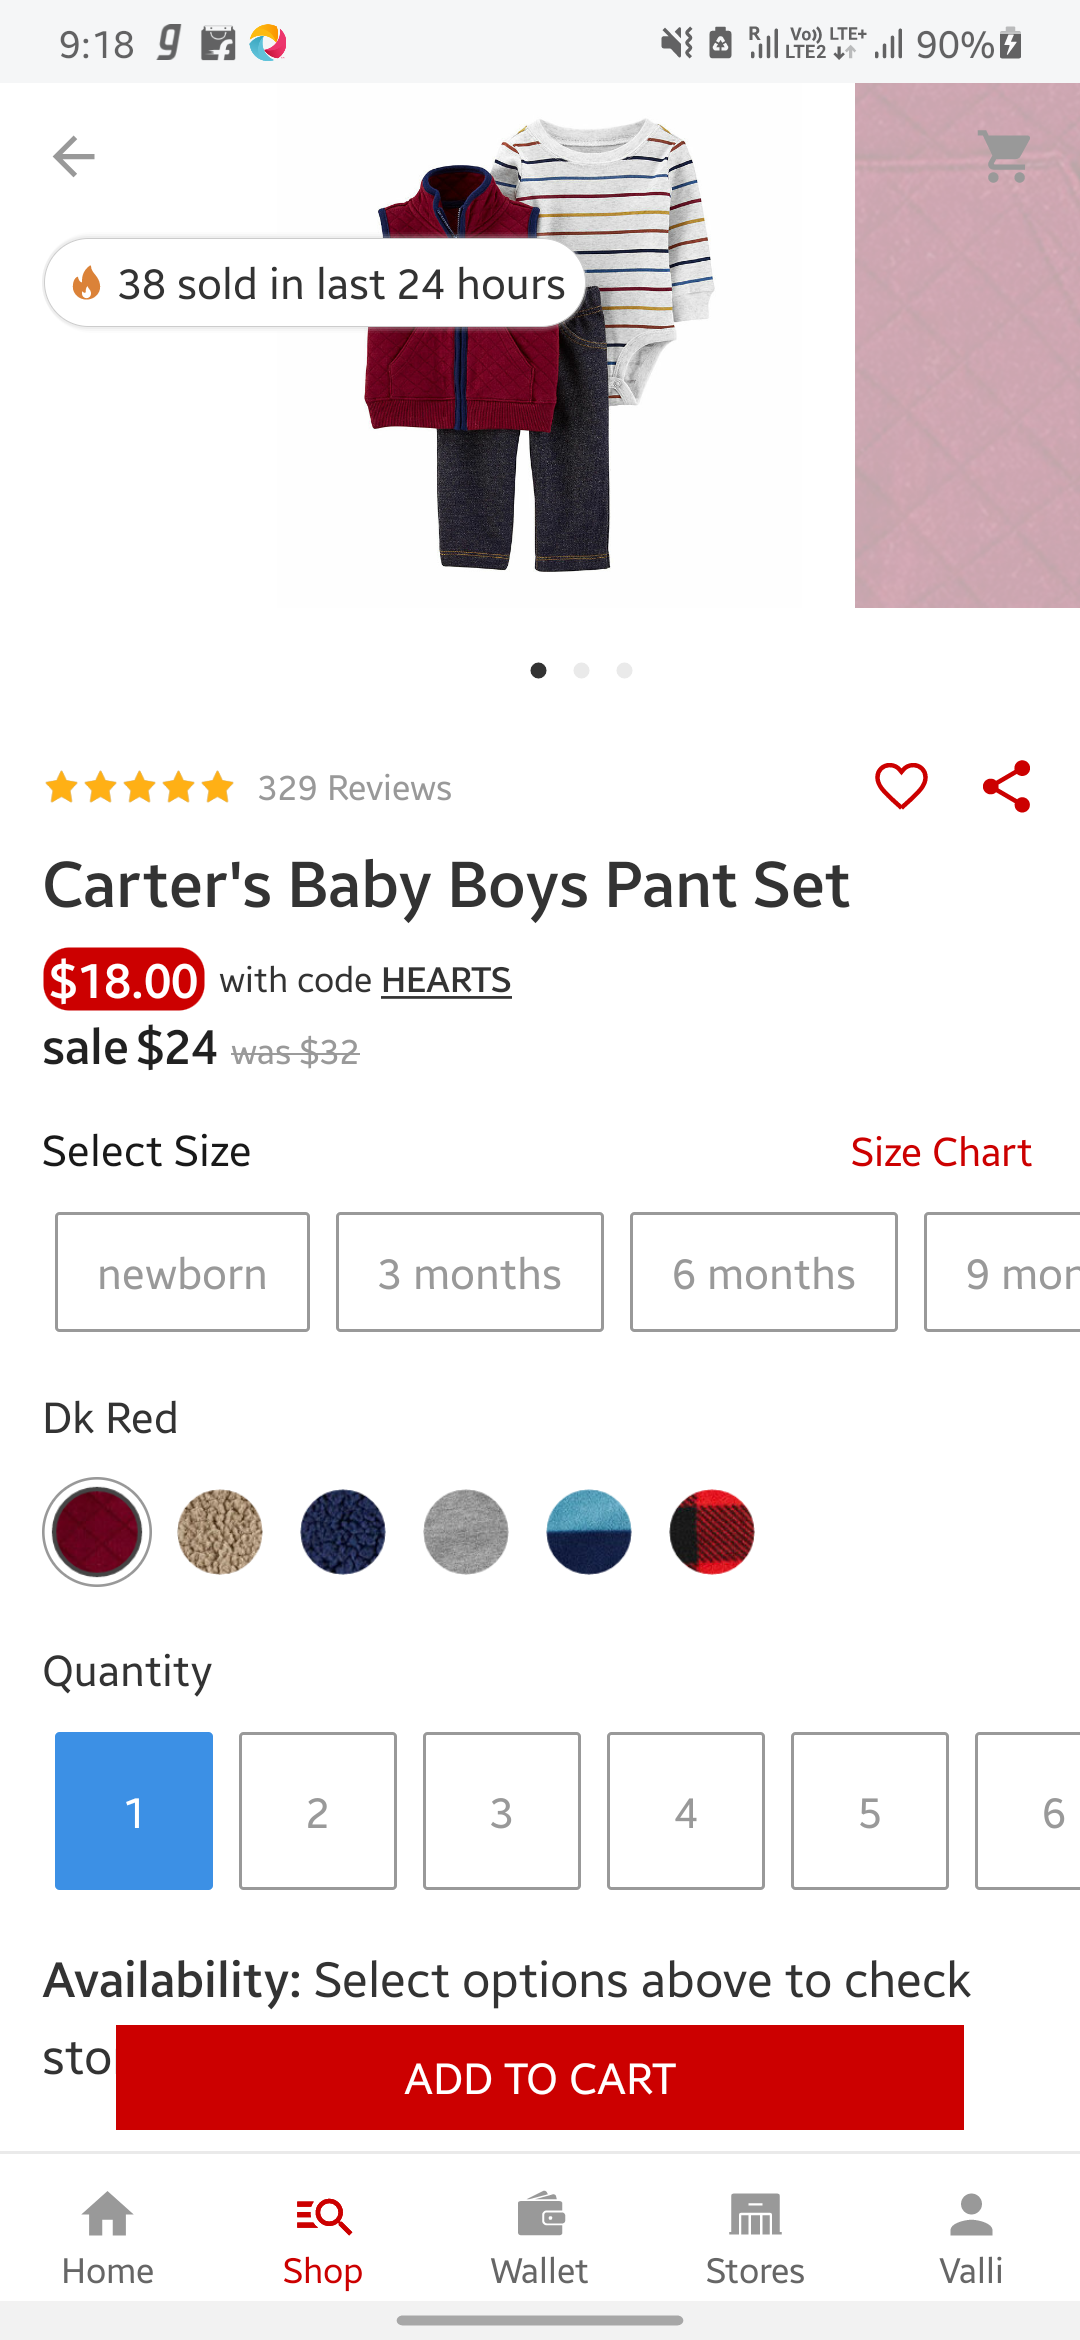 9:18
R Vo)) LTE+ 90%
LTE2
38 sold in last 24 hours
329 Reviews
Carter's Baby Boys Pant Set
$18.00 with code HEARTS
sale $24 was $32
Select Size Size Chart
newborn 3 months 6 months 9 mon
Dk Red
Quantity
1 2 3 4 5 6
Availability: Select options above to check
sto
ADD TO CART
Home Shop Wallet Stores Valli